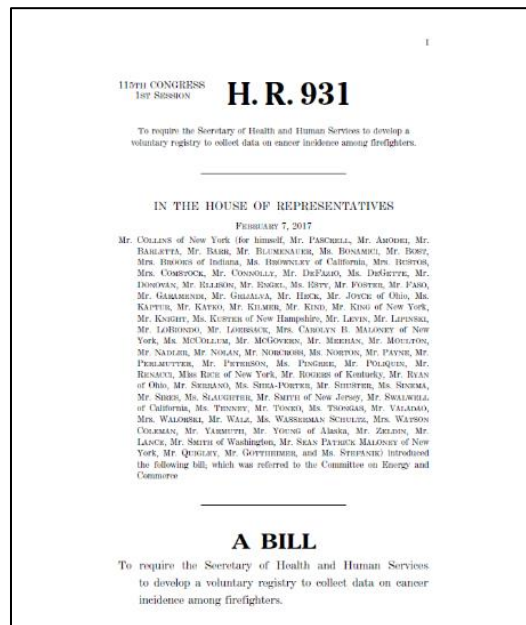 I
115TH CONGRESS
1ST SESSION
H. R. 931
To require the Secretary of Health and Human Services to develop a
voluntary registry to collect data on cancer incidence among firefighters.
IN THE HOUSE OF REPRESENTATIVES
FEBRUARY 7, 2017
Mr. COLLINS of New York (for himself, Mr. PASCRELL, Mr. AMODEI, Mr.
BARLETTA, Mr. BARR, Mr. BLUMENAUER, Ms. BONAMICI, Mr. BOST,
Mrs. BROOKS of Indiana, Ms. BROWNLEY of California, Mrs. BUSTOS,
Mrs. COMSTOCK, Mr. CONNOLLY, Mr. DEFAZIO, Ms. DEGETTE, Mr.
DONOVAN, Mr. ELLISON, Mr. ENGEL, Ms. ESTY, Mr. FOSTER, Mr. FASO,
Mr. GARAMENDI, Mr. GRIJALVA, Mr. HECK, Mr. JOYCE of Ohio, Ms.
KAPTUR, Mr. KATKO, Mr. KILMER, Mr. KIND, Mr. KING of New York,
Mr. KNIGHT, Ms. KUSTER of New Hampshire, Mr. LEVIN, Mr. LIPINSKI,
Mr. LOBIONDO, Mr. LOEBSACK, Mrs. CAROLYN B. MALONEY of New
York, Ms. MCCOLLUM, Mr. MCGOVERN, Mr. MEEHAN, Mr. MOULTON,
Mr. NADLER, Mr. NOLAN, Mr. NORCROSS, Ms. NORTON, Mr. PAYNE, Mr.
PERLMUTTER, Mr. PETERSON, Ms. PINGREE, Mr. POLIQUIN, Mr.
RENACCI, Miss RICE of New York, Mr. ROGERS of Kentucky, Mr. RYAN
of Ohio, Mr. SERRANO, Ms. SHEA-PORTER, Mr. SHUSTER, Ms. SINEMA,
Mr. SIRES, Ms. SLAUGHTER, Mr. SMITH of New Jersey, Mr. SWALWELL
of California, Ms. TENNEY, Mr. TONKO, Ms. TSONGAS, Mr. VALADAO,
Mrs. WALORSKI, Mr. WALZ, Ms. WASSERMAN SCHULTZ, Mrs. WATSON
COLEMAN, Mr. YARMUTH, Mr. YOUNG of Alaska, Mr. ZELDIN, Mr.
LANCE, Mr. SMITH of Washington, Mr. SEAN PATRICK MALONEY of New
York, Mr. QUIGLEY, Mr. GOTTHEIMER, and Ms. STEFANIK) introduced
the following bill; which was referred to the Committee on Energy and
Commerce
A BILL
To require the Secretary of Health and Human Services
to develop a voluntary registry to collect data on cancer
incidence among firefighters.